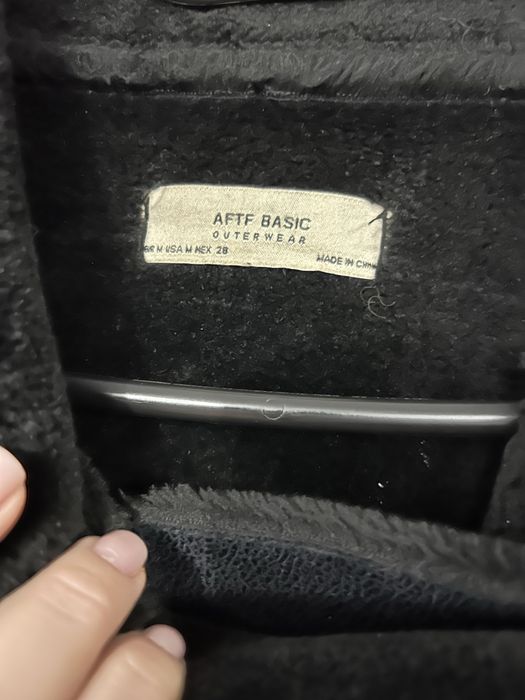 AFTF BASIC
OUTERWEAR
M USA M MEX 28
MADE IN CHINA